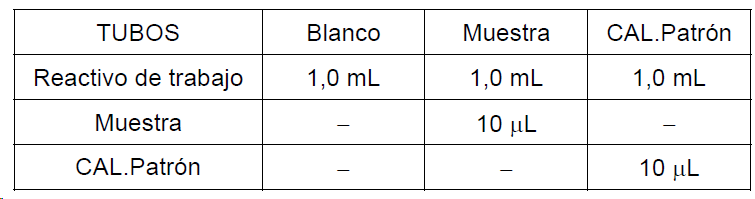 TUBOS Blanco Muestra CAL.Patrón
Reactivo de trabajo 1,0 mL 1,0 mL 1,0 mL
Muestra – 10 μL –
CAL.Patrón – – 10 μL